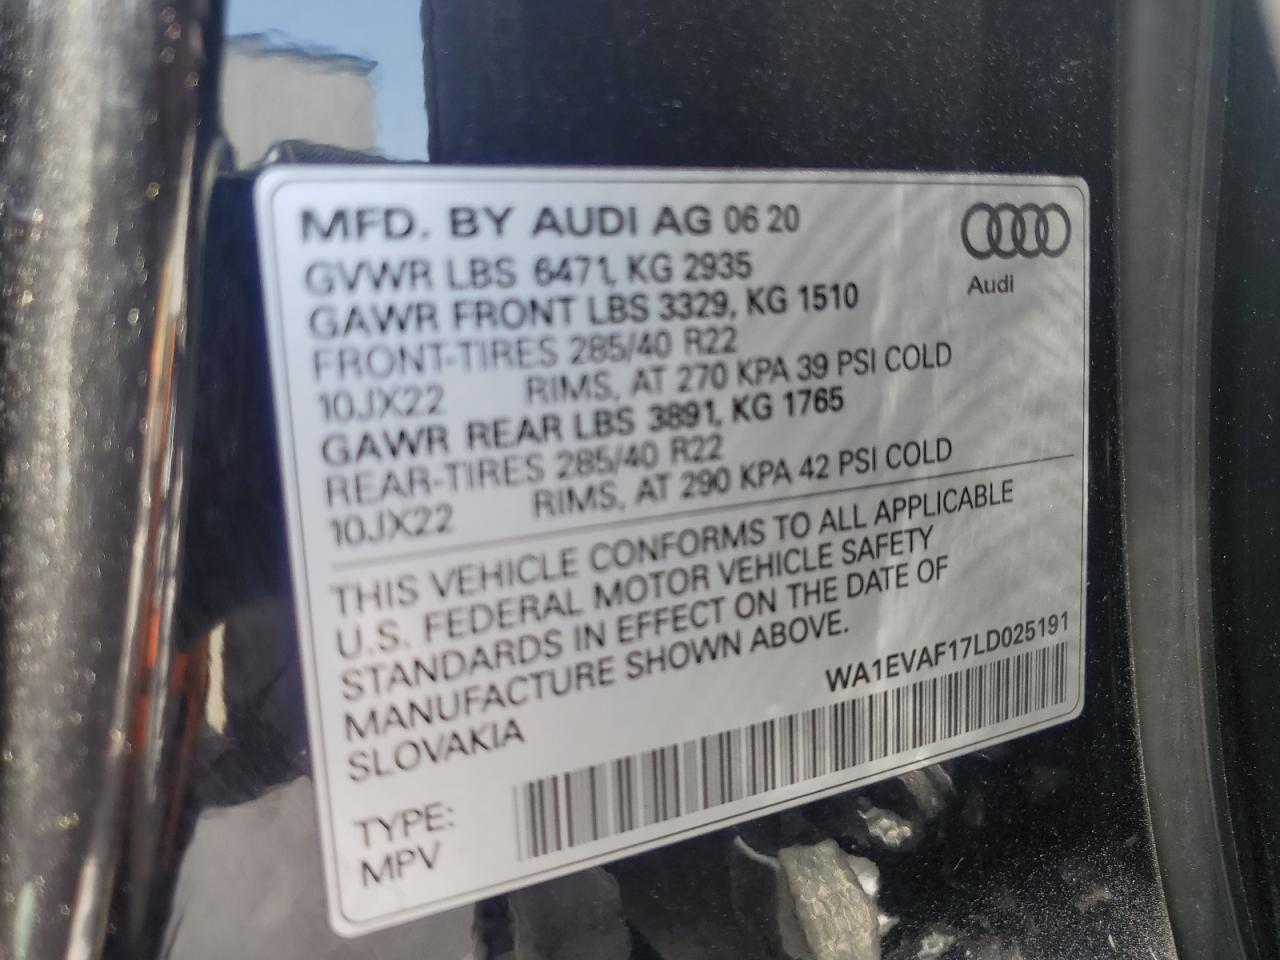 MFD. BY AUDI AG 06 20
Audi
GVWR LBS 6471, KG 2935
GAWR FRONT LBS 3329, KG 1510
FRONT-TIRES 285/40 R22
10JX22 RIMS, AT 270 KPA 39 PSI COLD
GAWR REAR LBS 3891, KG 1765
REAR-TIRES 285/40 R22
10JX22 RIMS, AT 290 KPA 42 PSI COLD
THIS VEHICLE CONFORMS TO ALL APPLICABLE
U.S. FEDERAL MOTOR VEHICLE SAFETY
STANDARDS IN EFFECT ON THE DATE OF
MANUFACTURE SHOWN ABOVE.
SLOVAKIA
WA1EVAF17LD025191
TYPE:
MPV